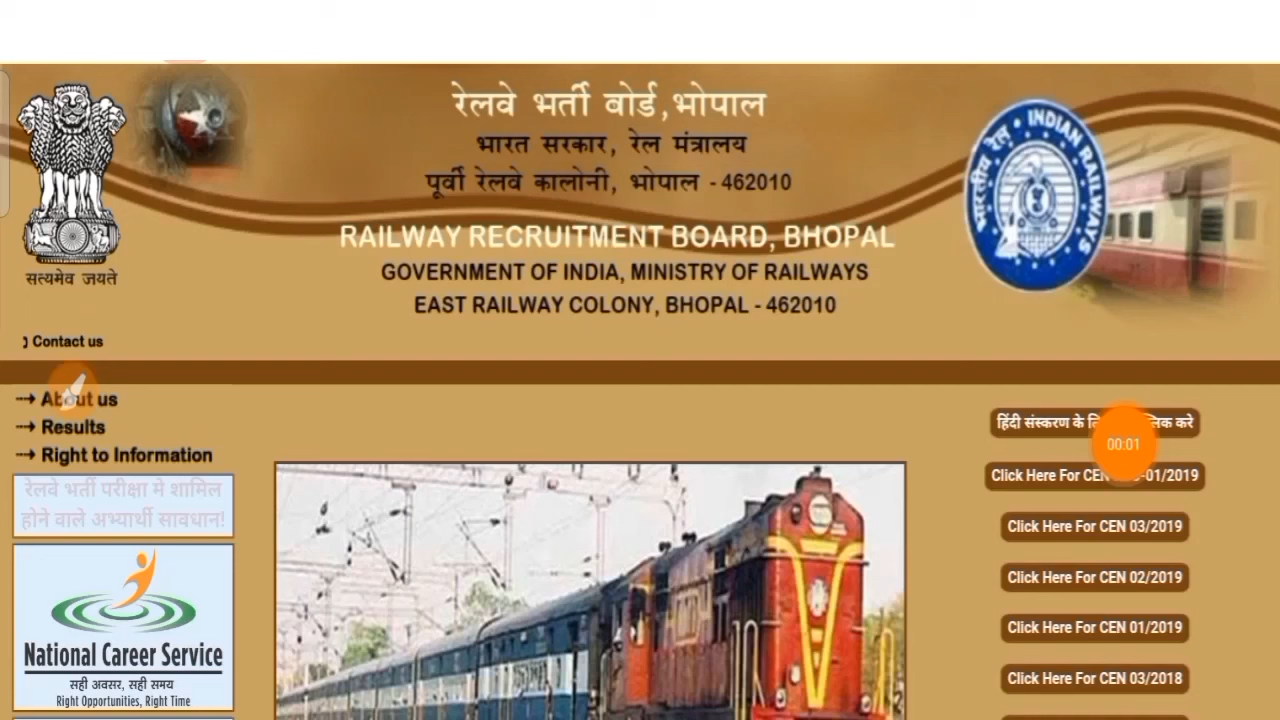 रेलवे भर्ती बोर्ड,भोपाल
भारत सरकार, रेल मंत्रालय
पूर्वी रेलवे कालोनी, भोपाल - 462010
RAILWAY RECRUITMENT BOARD, BHOPAL
GOVERNMENT OF INDIA, MINISTRY OF RAILWAYS
EAST RAILWAY COLONY, BHOPAL - 462010
सत्यमेव जयते
भारतीय रेल • INDIAN RAILWAYS
Contact us
About us
Results
Right to Information
रेलवे भर्ती परीक्षा मे शामिल
होने वाले अभ्यार्थी सावधान!
National Career Service
सही अवसर, सही समय
Right Opportunities, Right Time
हिंदी संस्करण के करे
00:01
Click Here For 01/2019
Click Here For CEN 03/2019
Click Here For CEN 02/2019
Click Here For CEN 01/2019
Click Here For CEN 03/2018